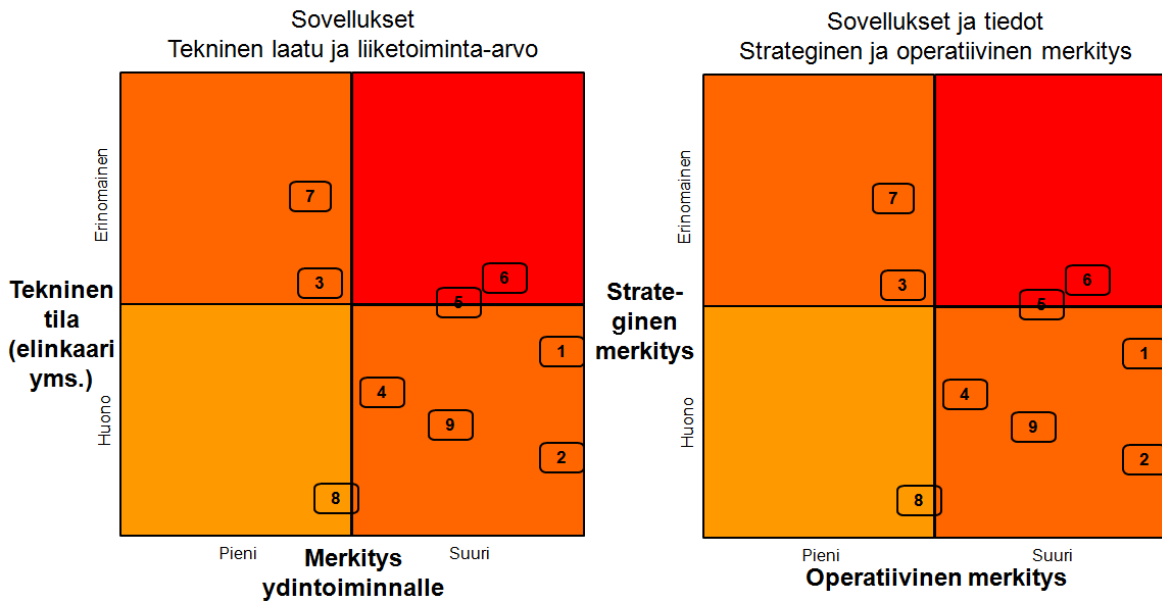 Sovellukset
Tekninen laatu ja liiketoiminta-arvo
Erinomainen
Huono
Tekninen
tila
(elinkaari
yms.)
7
3
6
5
1
4
9
2
8
Pieni
Suuri
Merkitys
ydintoiminnalle
Sovellukset ja tiedot
Strateginen ja operatiivinen merkitys
Erinomainen
Huono
Strate-
ginen
merkitys
7
3
6
5
1
4
9
2
8
Pieni
Suuri
Operatiivinen merkitys